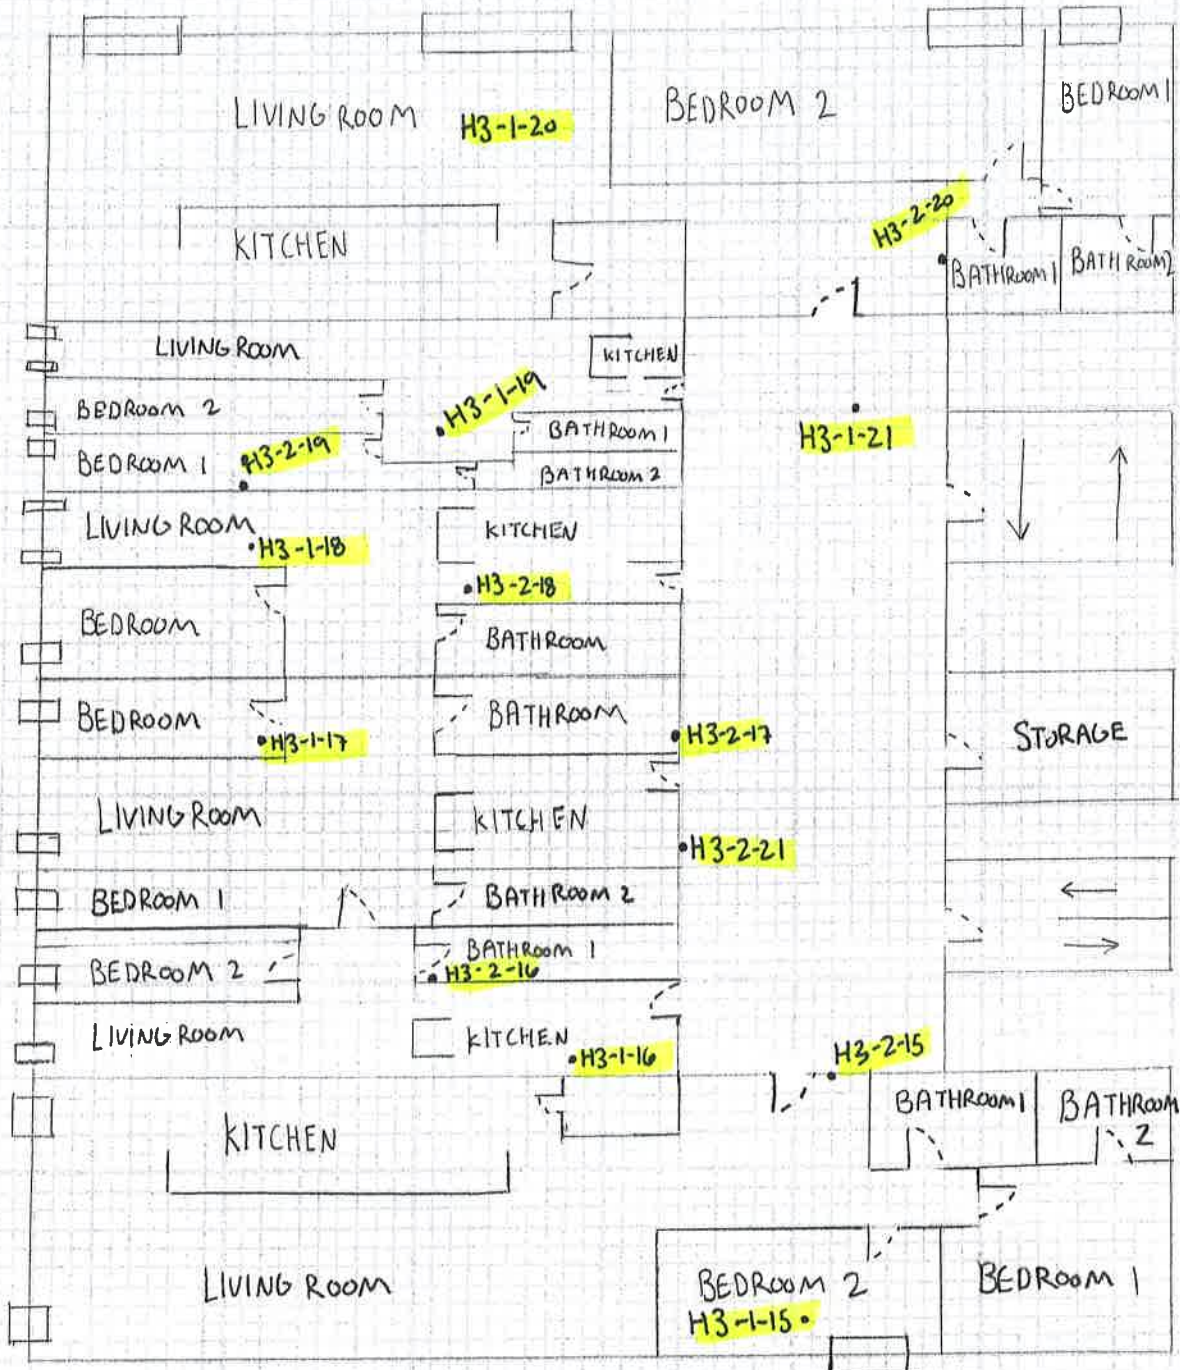 LIVING ROOM
H3-1-20
BEDROOM 2
BEDROOM 1
KITCHEN
H3-2-20
BATHROOM 1
BATHROOM 2
LIVING ROOM
KITCHEN
BEDROOM 2
H3-1-19
BATHROOM 1
H3-1-21
BEDROOM 1
H3-2-19
BATHROOM 2
LIVING ROOM
H3-1-18
KITCHEN
H3-2-18
BEDROOM
BATHROOM
BEDROOM
H3-1-17
BATHROOM
H3-2-17
STORAGE
LIVING ROOM
KITCHEN
H3-2-21
BEDROOM 1
BATHROOM 2
BEDROOM 2
BATHROOM 1
H3-2-16
LIVING ROOM
KITCHEN
H3-1-16
H3-2-15
KITCHEN
BATHROOM 1
BATHROOM
2
LIVING ROOM
BEDROOM 2
H3-1-15
BEDROOM 1